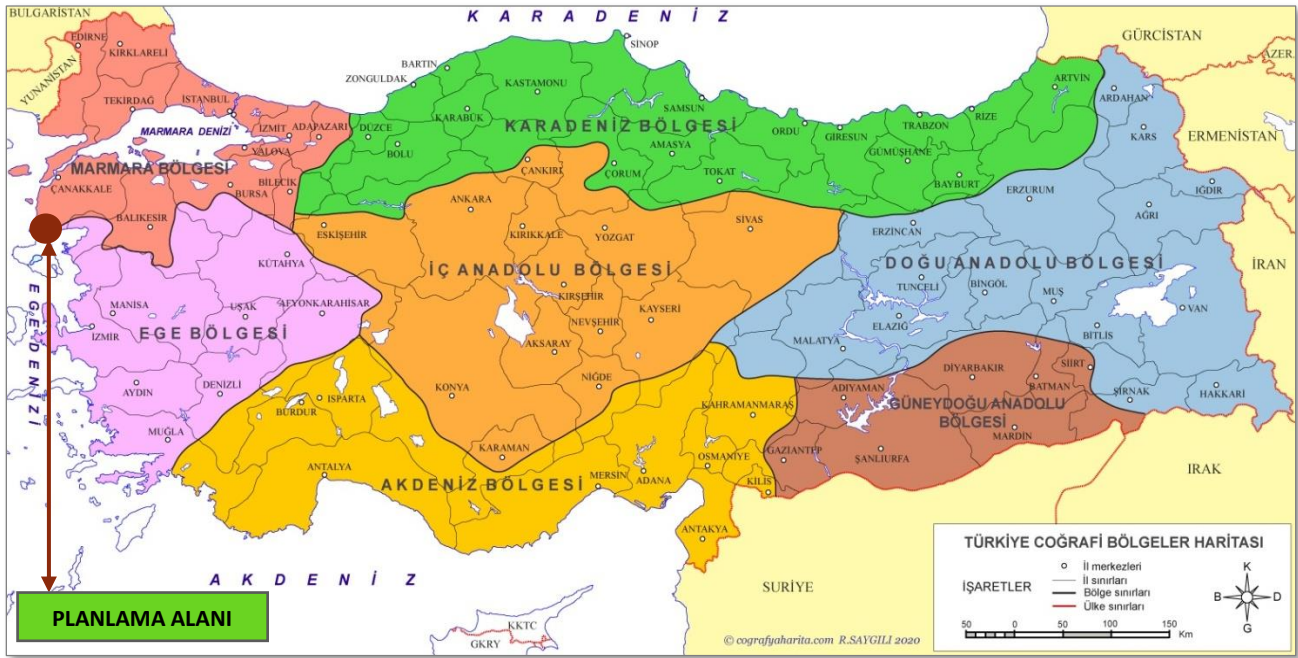 BULGARİSTAN
K A R A D E N İ Z
GÜRCİSTAN
AZER.
YUNANİSTAN
ERMENİSTAN
İRAN
IRAK
SURİYE
EDİRNE
KIRKLARELİ
TEKİRDAĞ
İSTANBUL
MARMARA DENİZİ
İZMİT
ADAPAZARI
YALOVA
MARMARA BÖLGESİ
ÇANAKKALE
BURSA
BİLECİK
BALIKESİR
SİNOP
BARTIN
ZONGULDAK
KASTAMONU
KARABÜK
SAMSUN
DÜZCE
KARADENİZ BÖLGESİ
BOLU
AMASYA
ORDU
GİRESUN
TRABZON
RİZE
ARTVİN
GÜMÜŞHANE
ÇORUM
TOKAT
BAYBURT
ÇANKIRI
ANKARA
ESKİŞEHİR
KIRIKKALE
YOZGAT
SİVAS
İÇ ANADOLU BÖLGESİ
KIRŞEHİR
NEVŞEHİR
KAYSERİ
AKSARAY
KONYA
NİĞDE
KARAMAN
ARDAHAN
KARS
ERZURUM
IĞDIR
AĞRI
ERZİNCAN
DOĞU ANADOLU BÖLGESİ
TUNCELİ
BİNGÖL
MUŞ
VAN
ELAZIĞ
BİTLİS
MALATYA
ŞIRNAK
HAKKARİ
KÜTAHYA
MANİSA
UŞAK
AFYONKARAHİSAR
İZMİR
EGE BÖLGESİ
AYDIN
DENİZLİ
MUĞLA
E G E D E N İ Z İ
ISPARTA
BURDUR
ANTALYA
AKDENİZ BÖLGESİ
MERSİN
ADANA
OSMANİYE
KAHRAMANMARAŞ
KİLİS
ANTAKYA
DİYARBAKIR
SİİRT
BATMAN
ADIYAMAN
GÜNEYDOĞU ANADOLU
BÖLGESİ
MARDİN
GAZİANTEP
ŞANLIURFA
A K D E N İ Z
KKTC
GKRY
PLANLAMA ALANI
TÜRKİYE COĞRAFİ BÖLGELER HARİTASI
İŞARETLER
İl merkezleri
İl sınırları
Bölge sınırları
Ülke sınırları
K
B
D
G
50 0 50 100 150
Km
© cografyaharita.com R.SAYGILI 2020